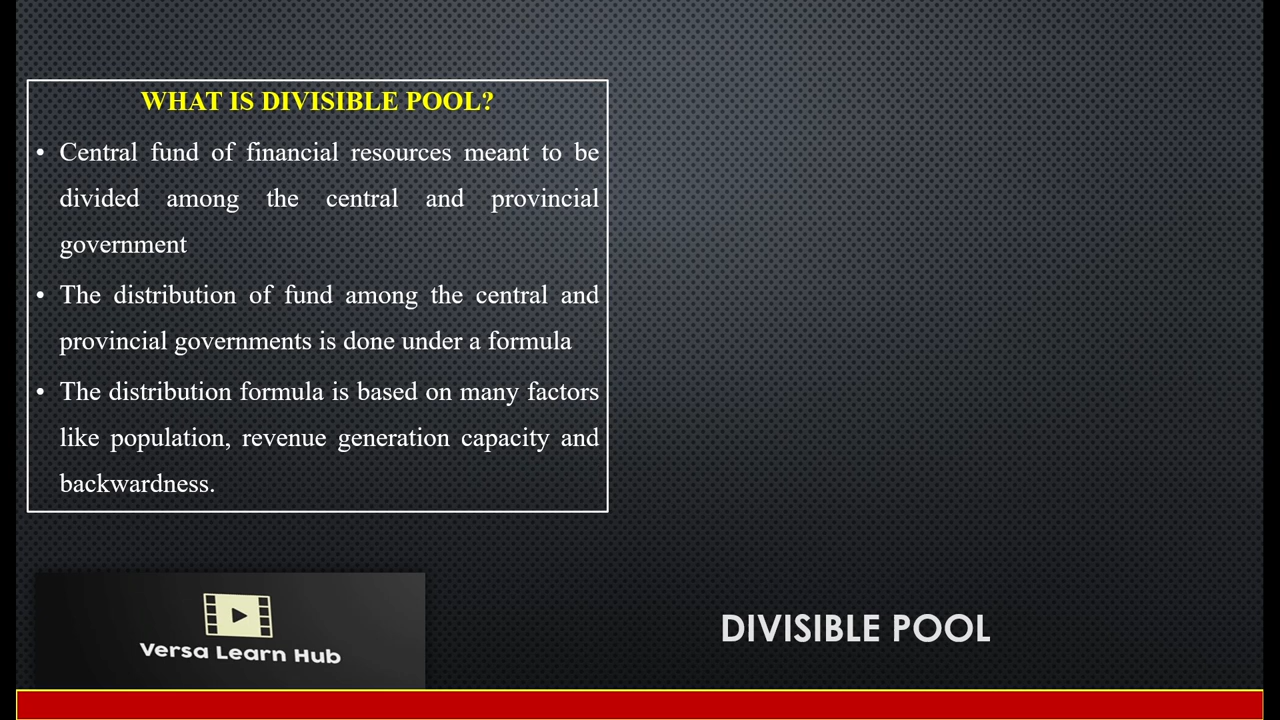 WHAT IS DIVISIBLE POOL?
• Central fund of financial resources meant to be
divided among the central and provincial
government
• The distribution of fund among the central and
provincial governments is done under a formula
• The distribution formula is based on many factors
like population, revenue generation capacity and
backwardness.
Versa Learn Hub
DIVISIBLE POOL